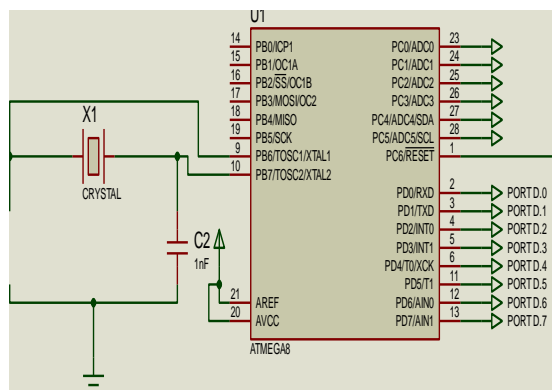 U1
14 PB0/ICP1 PC0/ADC0 23
15 PB1/OC1A PC1/ADC1 24
16 PB2/SS/OC1B PC2/ADC2 25
17 PB3/MOSI/OC2 PC3/ADC3 26
18 PB4/MISO PC4/ADC4/SDA 27
19 PB5/SCK PC5/ADC5/SCL 28
9 PB6/TOSC1/XTAL1 PC6/RESET 1
10 PB7/TOSC2/XTAL2
X1
CRYSTAL
PD0/RXD 2 PORTD.0
PD1/TXD 3 PORTD.1
PD2/INT0 4 PORTD.2
PD3/INT1 5 PORTD.3
PD4/T0/XCK 6 PORTD.4
PD5/T1 11 PORTD.5
PD6/AIN0 12 PORTD.6
PD7/AIN1 13 PORTD.7
C2
1nF
21 AREF
20 AVCC
ATMEGA8